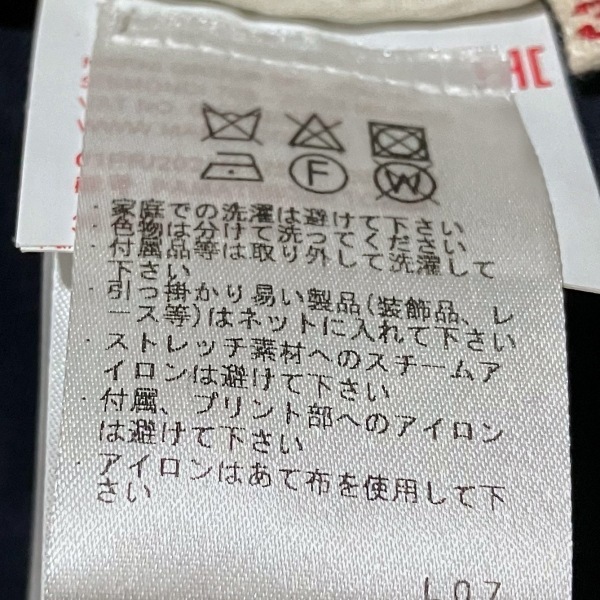 HC
F
W
・家庭での洗濯は避けて下さい
・色物は分けて洗ってください
・付属品等は取り外して洗濯して
下さい
・引っ掛かり易い製品(装飾品、レ
ース等)はネットに入れて下さい
・ストレッチ素材へのスチームア
イロンは避けて下さい
・付属、プリント部へのアイロン
は避けて下さい
・アイロンはあて布を使用して下
さい
L07